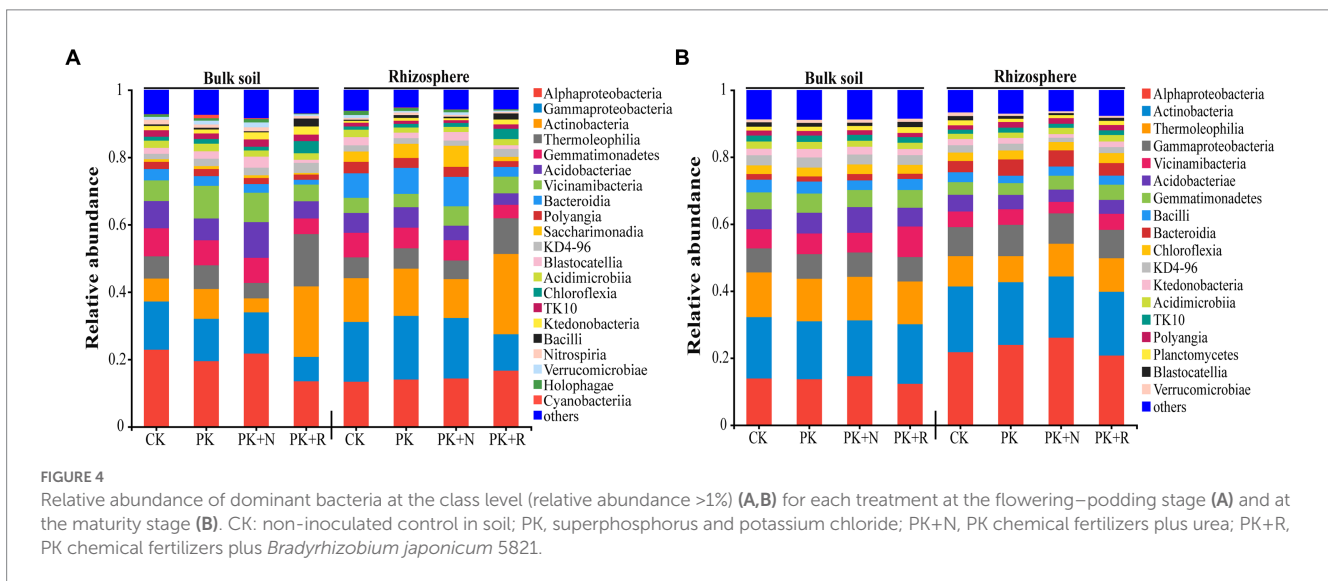 A
Bulk soil
Rhizosphere
Relative abundance
1
0.8
0.6
0.4
0.2
0
CK
PK
PK+N
PK+R
CK
PK
PK+N
PK+R
Alphaproteobacteria
Gammaproteobacteria
Actinobacteria
Thermoleophilia
Gemmatimonadetes
Acidobacteriae
Vicinamibacteria
Bacteroidia
Polyangia
Saccharimonadia
KD4-96
Blastocatellia
Acidimicrobiia
Chloroflexia
TK10
Ktedonobacteria
Bacilli
Nitrospiria
Verrucomicrobiae
Holophagae
Cyanobacteriia
others
B
Bulk soil
Rhizosphere
Relative abundance
1
0.8
0.6
0.4
0.2
0
CK
PK
PK+N
PK+R
CK
PK
PK+N
PK+R
Alphaproteobacteria
Actinobacteria
Thermoleophilia
Gammaproteobacteria
Vicinamibacteria
Acidobacteriae
Gemmatimonadetes
Bacilli
Bacteroidia
Chloroflexia
KD4-96
Ktedonobacteria
Acidimicrobiia
TK10
Polyangia
Planctomycetes
Blastocatellia
Verrucomicrobiae
others
FIGURE 4
Relative abundance of dominant bacteria at the class level (relative abundance >1%) (A,B) for each treatment at the flowering–podding stage (A) and at
the maturity stage (B). CK: non-inoculated control in soil; PK, superphosphorus and potassium chloride; PK+N, PK chemical fertilizers plus urea; PK+R,
PK chemical fertilizers plus Bradyrhizobium japonicum 5821.